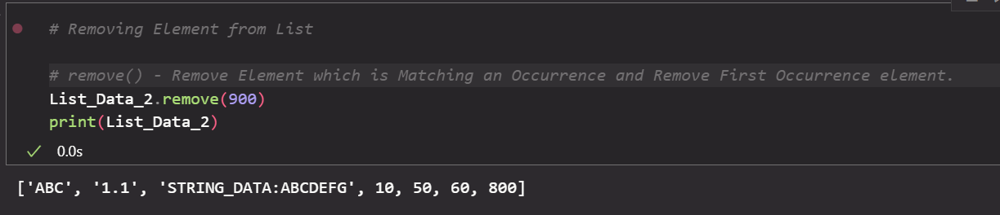 # Removing Element from List
# remove() - Remove Element which is Matching an Occurrence and Remove First Occurrence element.
List_Data_2.remove(900)
print(List_Data_2)
0.0s
['ABC', '1.1', 'STRING_DATA:ABCDEFG', 10, 50, 60, 800]